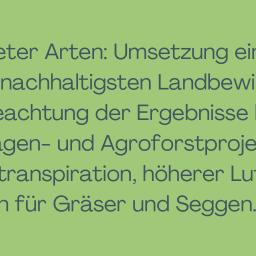 eter Arten: Umsetzung ein
nachhaltigsten Landbewi
eachtung der Ergebnisse
agen- und Agroforstproje
transpiration, höherer Lu
n für Gräser und Seggen.